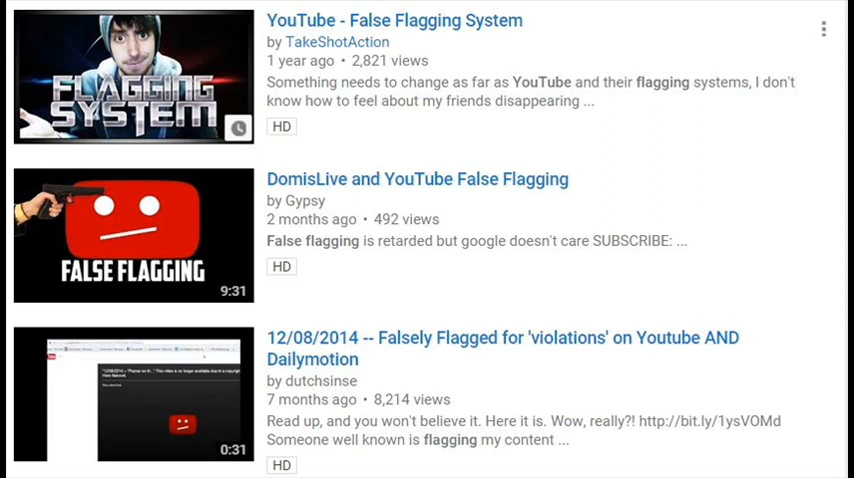 FLAGGING
SYSTEM
YouTube - False Flagging System
by TakeShotAction
1 year ago • 2,821 views
Something needs to change as far as YouTube and their flagging systems, I don't
know how to feel about my friends disappearing ...
HD
FALSE FLAGGING
9:31
DomisLive and YouTube False Flagging
by Gypsy
2 months ago • 492 views
False flagging is retarded but google doesn't care SUBSCRIBE: ...
HD
0:31
12/08/2014 -- Falsely Flagged for 'violations' on Youtube AND
Dailymotion
by dutchsinse
7 months ago • 8,214 views
Read up, and you won't believe it. Here it is. Wow, really?! http://bit.ly/1ysVOMd
Someone well known is flagging my content ...
HD